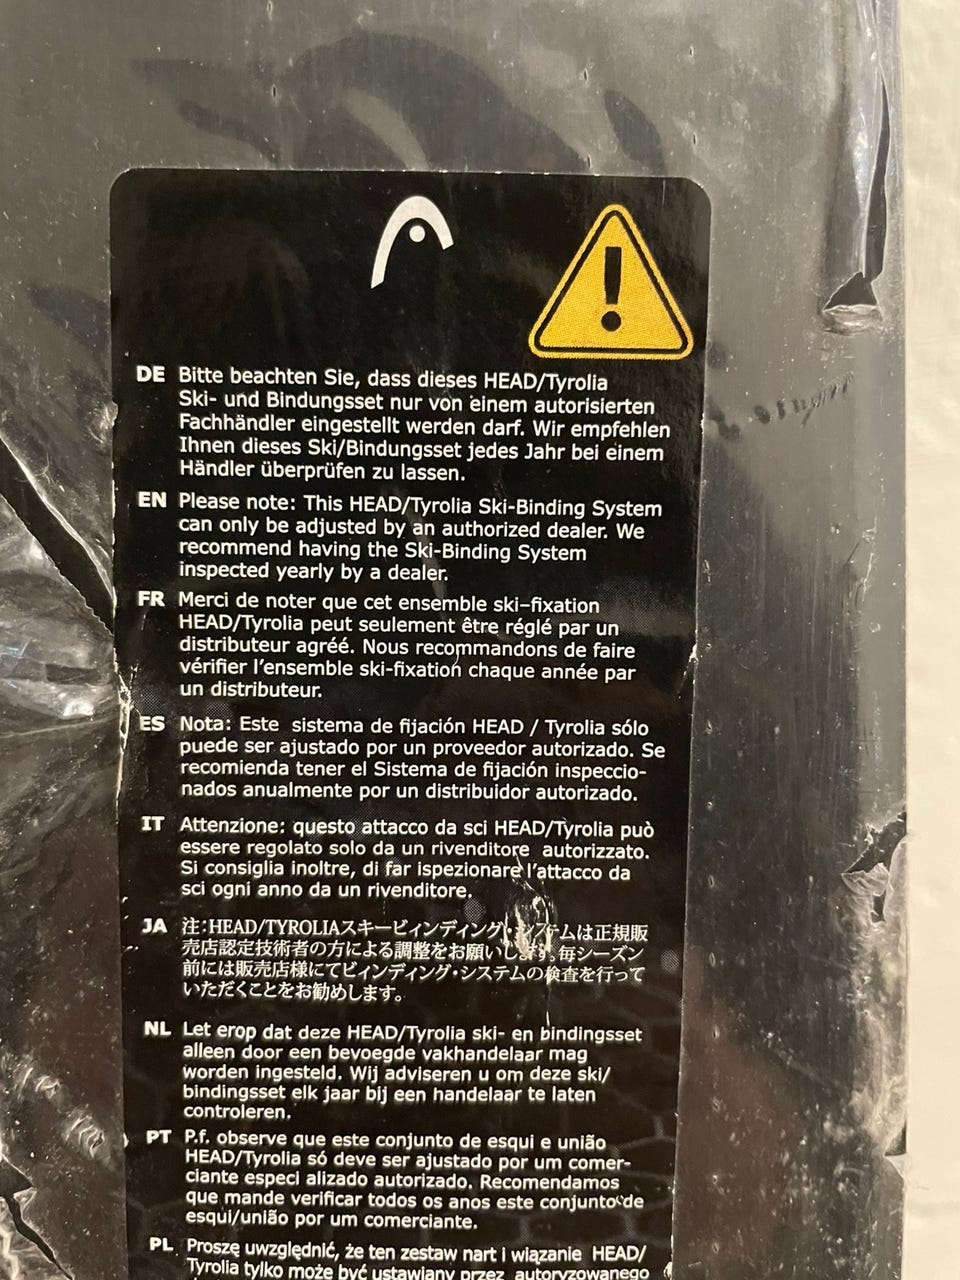 DE Bitte beachten Sie, dass dieses HEAD/Tyrolia
Ski- und Bindungsset nur von einem autorisierten
Fachhändler eingestellt werden darf. Wir empfehlen
Ihnen dieses Ski/Bindungsset jedes Jahr bei einem
Händler überprüfen zu lassen.
EN Please note: This HEAD/Tyrolia Ski-Binding System
can only be adjusted by an authorized dealer. We
recommend having the Ski-Binding System
inspected yearly by a dealer.
FR Merci de noter que cet ensemble ski-fixation
HEAD/Tyrolia peut seulement être réglé par un
distributeur agréé. Nous recommandons de faire
vérifier l'ensemble ski-fixation chaque année par
un distributeur.
ES Nota: Este sistema de fijación HEAD / Tyrolia sólo
puede ser ajustado por un proveedor autorizado. Se
recomienda tener el Sistema de fijación inspeccio-
nados anualmente por un distribuidor autorizado.
IT Attenzione: questo attacco da sci HEAD/Tyrolia può
essere regolato solo da un rivenditore autorizzato.
Si consiglia inoltre, di far ispezionare l'attacco da
sci ogni anno da un rivenditore.
JA 注:HEAD/TYROLIAスキービィンディング・システムは正規販
売店認定技術者の方による調整をお願いします。毎シーズン
前には販売店様にてビィンディング・システムの検査を行って
いただくことをお勧めします。
NL Let erop dat deze HEAD/Tyrolia ski- en bindingsset
alleen door een bevoegde vakhandelaar mag
worden ingesteld. Wij adviseren u om deze ski/
bindingsset elk jaar bij een handelaar te laten
controleren.
PT P.f. observe que este conjunto de esqui e união
HEAD/Tyrolia só deve ser ajustado por um comer-
ciante especi alizado autorizado. Recomendamos
que mande verificar todos os anos este conjunto de
esqui/união por um comerciante.
PL Proszę uwzględnić, że ten zestaw nart i wiązanie HEAD/
Tyrolia tylko może być ustawiany przez autoryzowanego